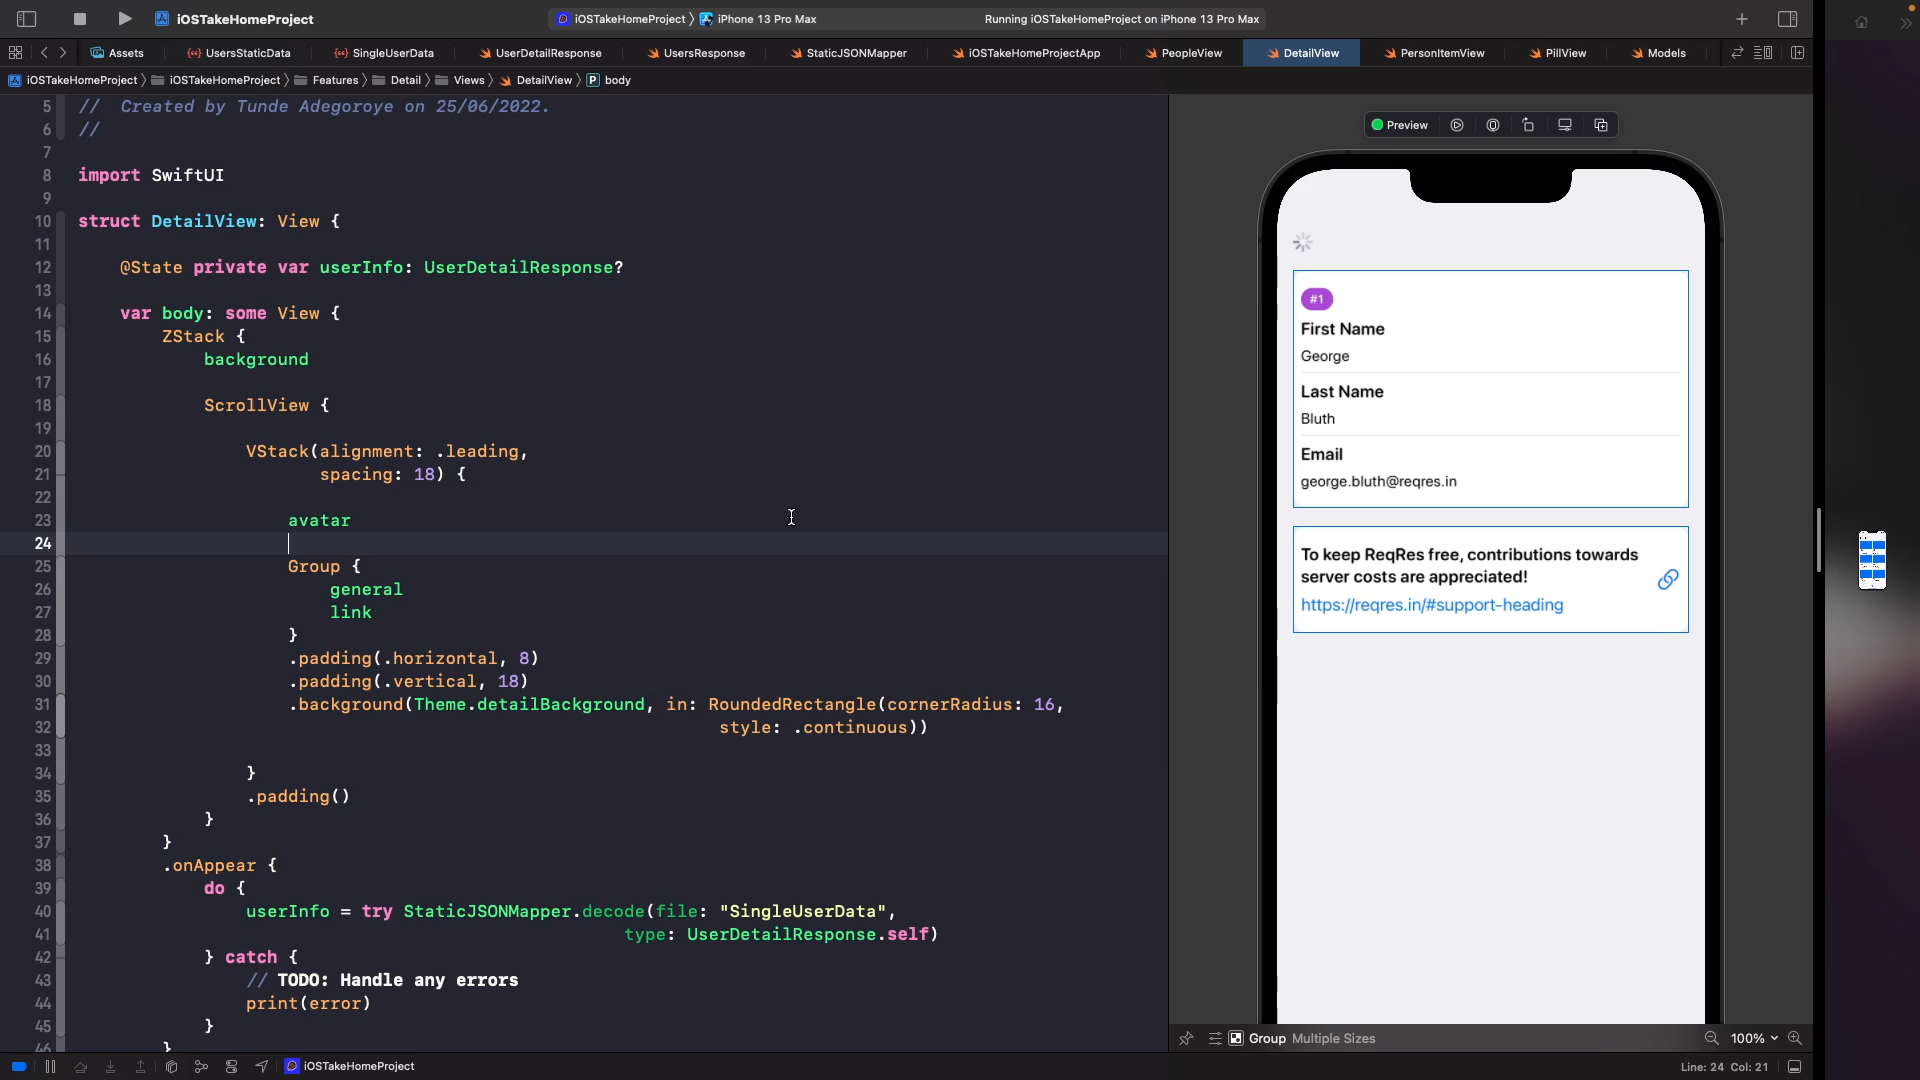 iOSTakeHomeProject
iOSTakeHomeProject
iPhone 13 Pro Max
Running iOSTakeHomeProject on iPhone 13 Pro Max
Assets
UsersStaticData
SingleUserData
UserDetailResponse
UsersResponse
StaticJSONMapper
iOSTakeHomeProjectApp
PeopleView
DetailView
PersonItemView
PillView
Models
iOSTakeHomeProject
iOSTakeHomeProject
Features
Detail
Views
DetailView
P
body
5 //  Created by Tunde Adegoroye on 25/06/2022.
6 //
7
8 import SwiftUI
9
10 struct DetailView: View {
11
12     @State private var userInfo: UserDetailResponse?
13
14     var body: some View {
15         ZStack {
16             background
17
18             ScrollView {
19
20                 VStack(alignment: .leading,
21                        spacing: 18) {
22
23                     avatar
24
25                     Group {
26                         general
27                         link
28                     }
29                     .padding(.horizontal, 8)
30                     .padding(.vertical, 18)
31                     .background(Theme.detailBackground, in: RoundedRectangle(cornerRadius: 16,
32                                                              style: .continuous))
33
34                 }
35                 .padding()
36             }
37         }
38         .onAppear {
39             do {
40                 userInfo = try StaticJSONMapper.decode(file: "SingleUserData",
41                                                     type: UserDetailResponse.self)
42             } catch {
43                 // TODO: Handle any errors
44                 print(error)
45             }
46         }
Preview
#1
First Name
George
Last Name
Bluth
Email
george.bluth@reqres.in
To keep ReqRes free, contributions towards
server costs are appreciated!
https://reqres.in/#support-heading
Group Multiple Sizes
100%
iOSTakeHomeProject
Line: 24 Col: 21